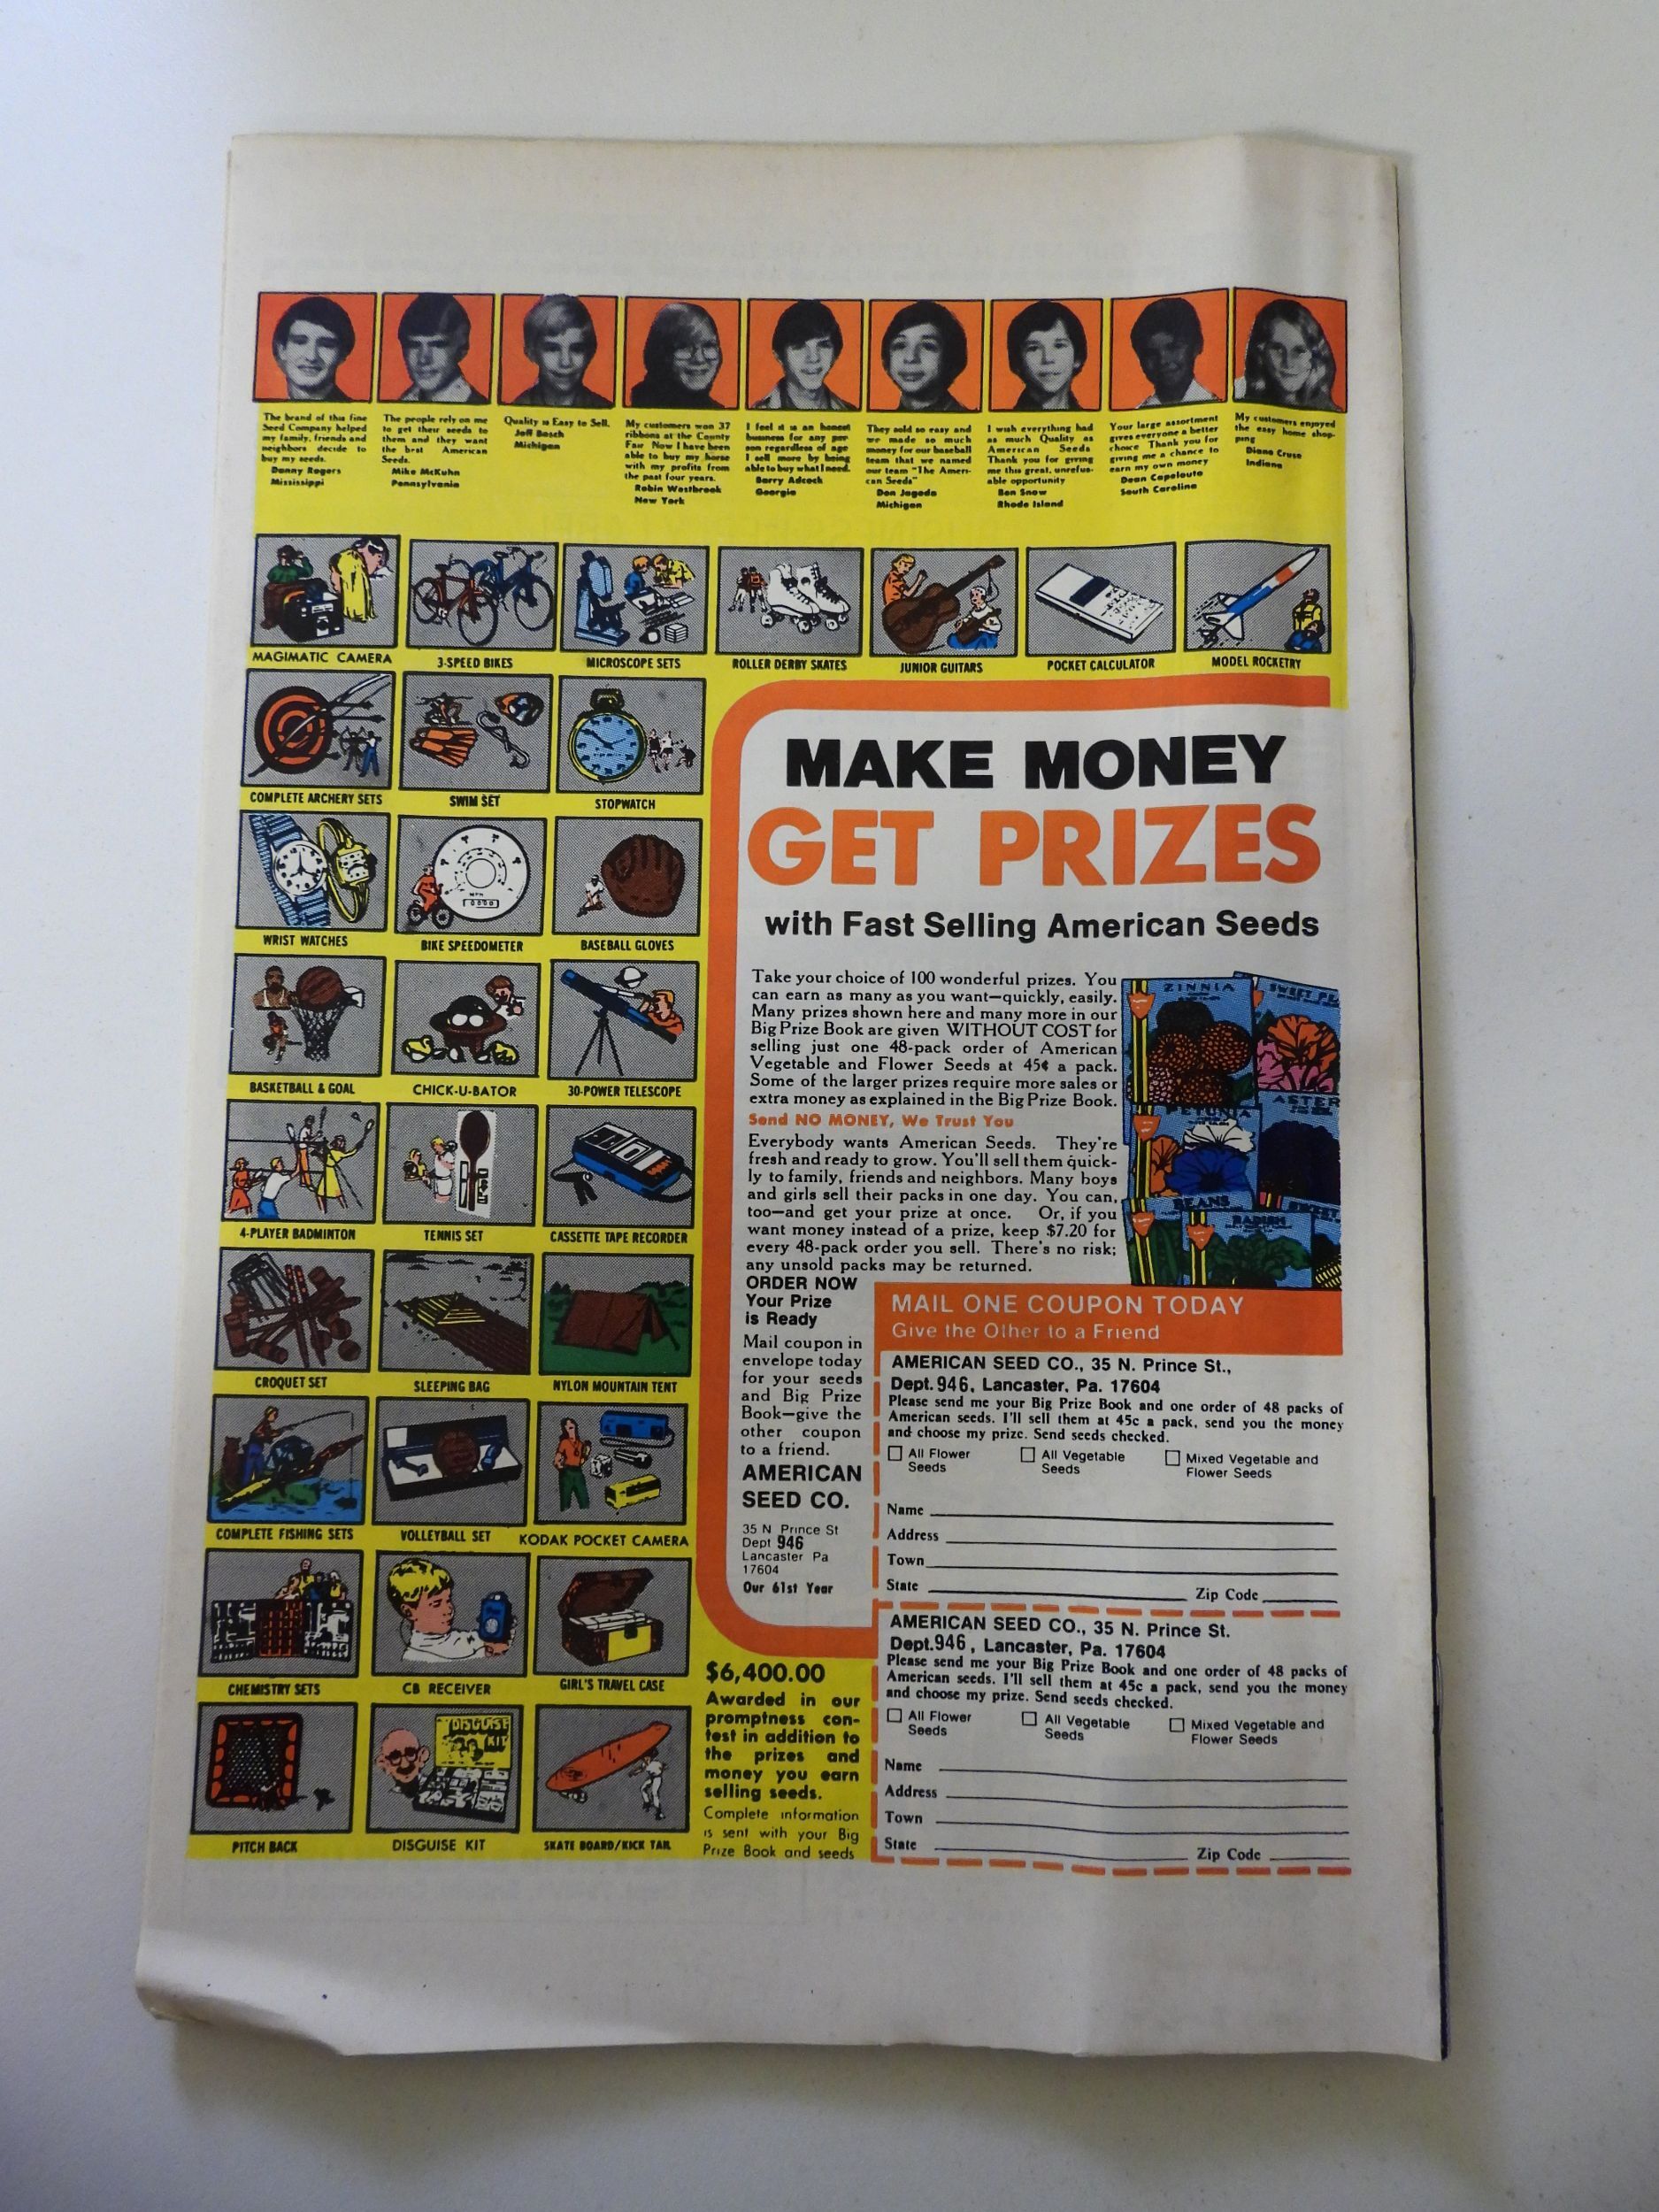 The brand of this fine
Seed Company helped
my family, friends and
neighbors decide to
buy my seeds.
Danny Rogers
Mississippi
The people rely on me
to get their seeds to
them and they want
the best American
Seeds.
Mike McKuhn
Pennsylvania
Quality is Easy to Sell.
Jeff Bosch
Michigan
My customers won 37
ribbons at the County
Fair Now I have been
able to buy my horse
with my profits from
the past four years.
Robin Westbrook
New York
I feel it is an honest
business for any per-
son regardless of age
I sell more by being
able to buy what I need.
Barry Adcock
Georgia
They sold so easy and
we made so much
money for our baseball
team that we named
our team "The Ameri-
can Seeds"
Don Jagoda
Michigan
I wish everything had
as much Quality as
American Seeds
Thank you for giving
me this great, unrefus-
able opportunity
Ben Snow
Rhode Island
Your large assortment
gives everyone a better
choice Thank you for
giving me a chance to
earn my own money
Dean Capelouto
South Carolina
My customers enjoyed
the easy home shop-
ping
Diane Cruse
Indiana
MAGIMATIC CAMERA
3-SPEED BIKES
MICROSCOPE SETS
ROLLER DERBY SKATES
JUNIOR GUITARS
POCKET CALCULATOR
MODEL ROCKETRY
COMPLETE ARCHERY SETS
SWIM SET
STOPWATCH
MPH
0000
WRIST WATCHES
BIKE SPEEDOMETER
BASEBALL GLOVES
BASKETBALL & GOAL
CHICK-U-BATOR
30-POWER TELESCOPE
4-PLAYER BADMINTON
TENNIS SET
CASSETTE TAPE RECORDER
CROQUET SET
SLEEPING BAG
NYLON MOUNTAIN TENT
COMPLETE FISHING SETS
VOLLEYBALL SET
KODAK POCKET CAMERA
CHEMISTRY SETS
CB RECEIVER
GIRL'S TRAVEL CASE
DISGUISE
KIT
PITCH BACK
DISGUISE KIT
SKATE BOARD/KICK TAIL
MAKE MONEY
GET PRIZES
with Fast Selling American Seeds
Take your choice of 100 wonderful prizes. You
can earn as many as you want—quickly, easily.
Many prizes shown here and many more in our
Big Prize Book are given WITHOUT COST for
selling just one 48-pack order of American
Vegetable and Flower Seeds at 45¢ a pack.
Some of the larger prizes require more sales or
extra money as explained in the Big Prize Book.
Send NO MONEY, We Trust You
Everybody wants American Seeds. They're
fresh and ready to grow. You'll sell them quick-
ly to family, friends and neighbors. Many boys
and girls sell their packs in one day. You can,
too—and get your prize at once. Or, if you
want money instead of a prize, keep $7.20 for
every 48-pack order you sell. There's no risk;
any unsold packs may be returned.
ZINNIA
SWEET PE
ASTER
PETUNIA
BEANS
RADISH
SWEET
ORDER NOW
Your Prize
is Ready
Mail coupon in
envelope today
for your seeds
and Big Prize
Book—give the
other coupon
to a friend.
AMERICAN
SEED CO.
35 N Prince St
Dept 946
Lancaster Pa
17604
Our 61st Year
$6,400.00
Awarded in our
promptness con-
test in addition to
the prizes and
money you earn
selling seeds.
Complete information
is sent with your Big
Prize Book and seeds
MAIL ONE COUPON TODAY
Give the Other to a Friend
AMERICAN SEED CO., 35 N. Prince St.,
Dept. 946, Lancaster, Pa. 17604
Please send me your Big Prize Book and one order of 48 packs of
American seeds. I'll sell them at 45c a pack, send you the money
and choose my prize. Send seeds checked.
All Flower
Seeds
All Vegetable
Seeds
Mixed Vegetable and
Flower Seeds
Name
Address
Town
State Zip Code
AMERICAN SEED CO., 35 N. Prince St.
Dept. 946, Lancaster, Pa. 17604
Please send me your Big Prize Book and one order of 48 packs of
American seeds. I'll sell them at 45c a pack, send you the money
and choose my prize. Send seeds checked.
All Flower
Seeds
All Vegetable
Seeds
Mixed Vegetable and
Flower Seeds
Name
Address
Town
State Zip Code